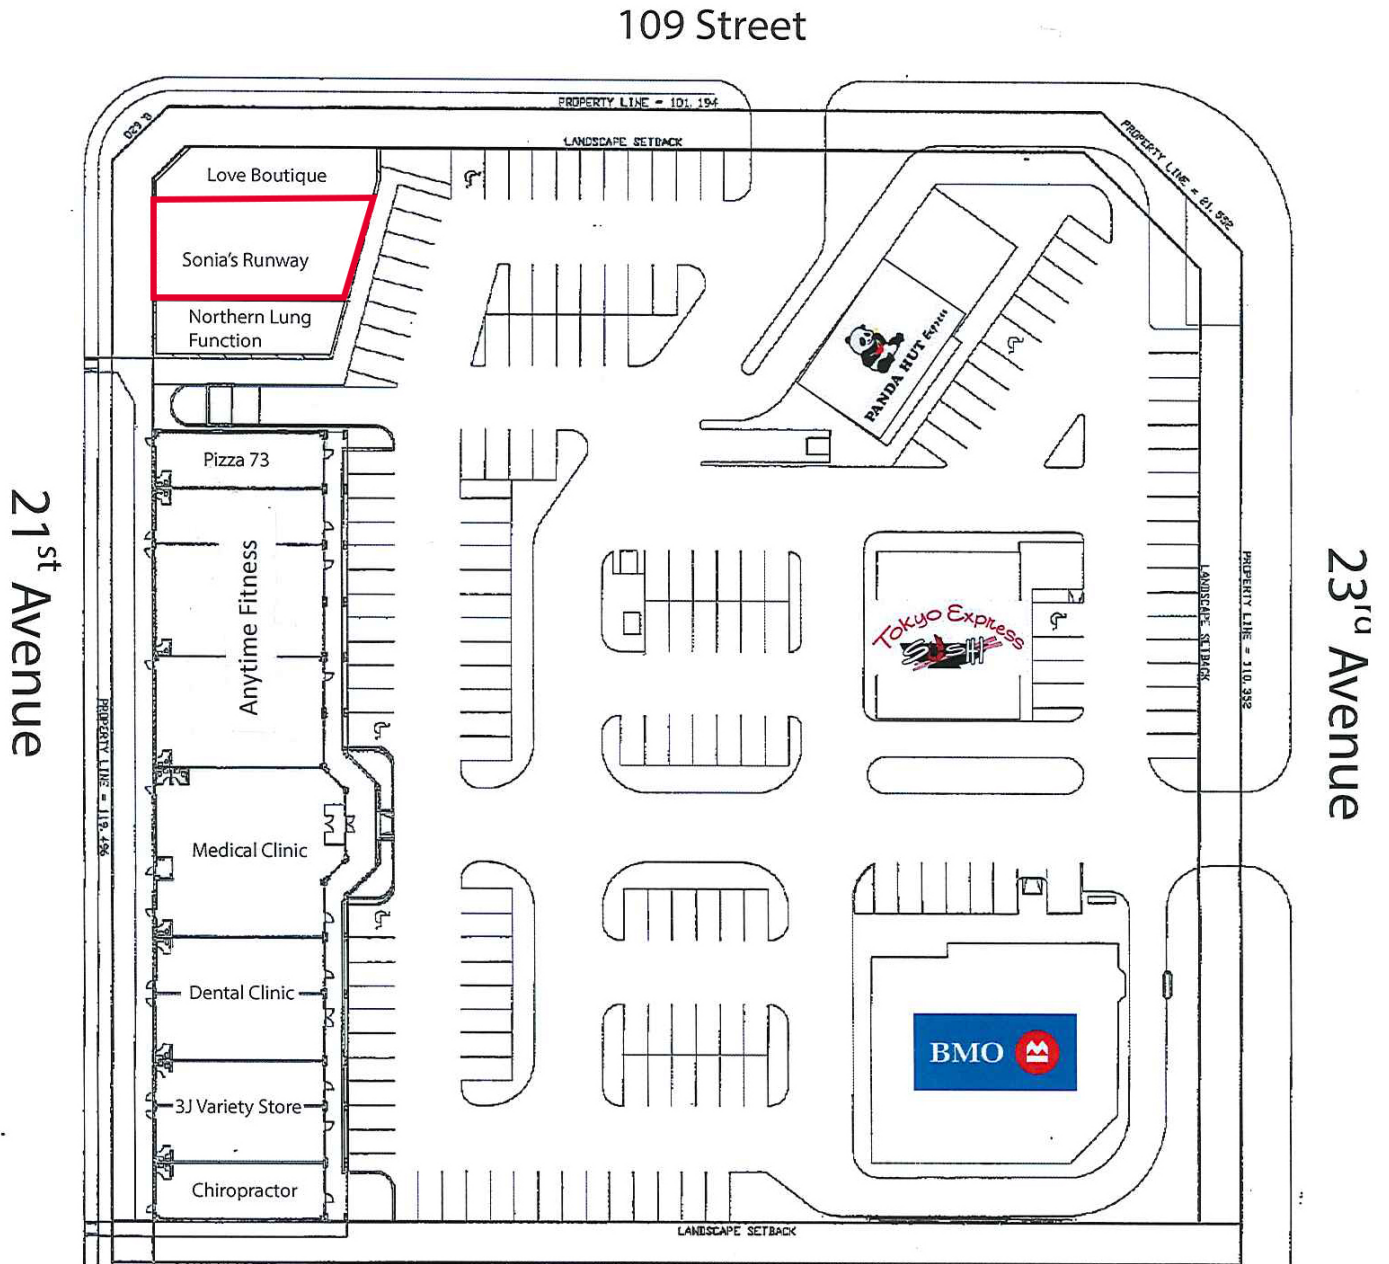 109 Street
PROPERTY LINE = 101.194
LANDSCAPE SETBACK
PROPERTY LINE = 21.552
Love Boutique
Sonia's Runway
Northern Lung
Function
PANDA HUT Express
Pizza 73
21st Avenue
Anytime Fitness
Tokyo Express
SUSHI
LANDSCAPE SETBACK
PROPERTY LINE = 110.352
23rd Avenue
PROPERTY LINE = 119.496
Medical Clinic
Dental Clinic
BMO
3J Variety Store
Chiropractor
LANDSCAPE SETBACK